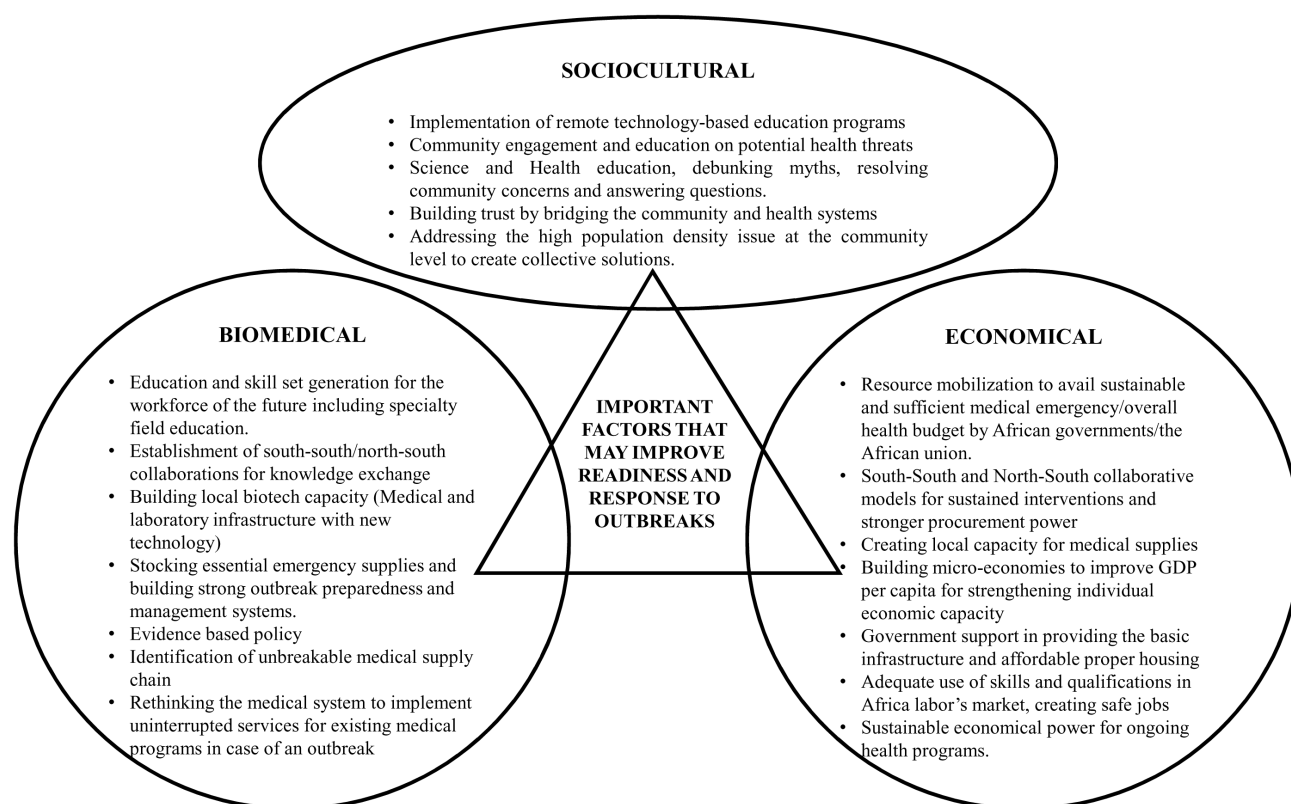 SOCIOCULTURAL
• Implementation of remote technology-based education programs
• Community engagement and education on potential health threats
• Science and Health education, debunking myths, resolving
community concerns and answering questions.
• Building trust by bridging the community and health systems
• Addressing the high population density issue at the community
level to create collective solutions.
BIOMEDICAL
• Education and skill set generation for the
workforce of the future including specialty
field education.
• Establishment of south-south/north-south
collaborations for knowledge exchange
• Building local biotech capacity (Medical and
laboratory infrastructure with new
technology)
• Stocking essential emergency supplies and
building strong outbreak preparedness and
management systems.
• Evidence based policy
• Identification of unbreakable medical supply
chain
• Rethinking the medical system to implement
uninterrupted services for existing medical
programs in case of an outbreak
IMPORTANT
FACTORS THAT
MAY IMPROVE
READINESS AND
RESPONSE TO
OUTBREAKS
ECONOMICAL
• Resource mobilization to avail sustainable
and sufficient medical emergency/overall
health budget by African governments/the
African union.
• South-South and North-South collaborative
models for sustained interventions and
stronger procurement power
• Creating local capacity for medical supplies
• Building micro-economies to improve GDP
per capita for strengthening individual
economic capacity
• Government support in providing the basic
infrastructure and affordable proper housing
• Adequate use of skills and qualifications in
Africa labor’s market, creating safe jobs
• Sustainable economical power for ongoing
health programs.